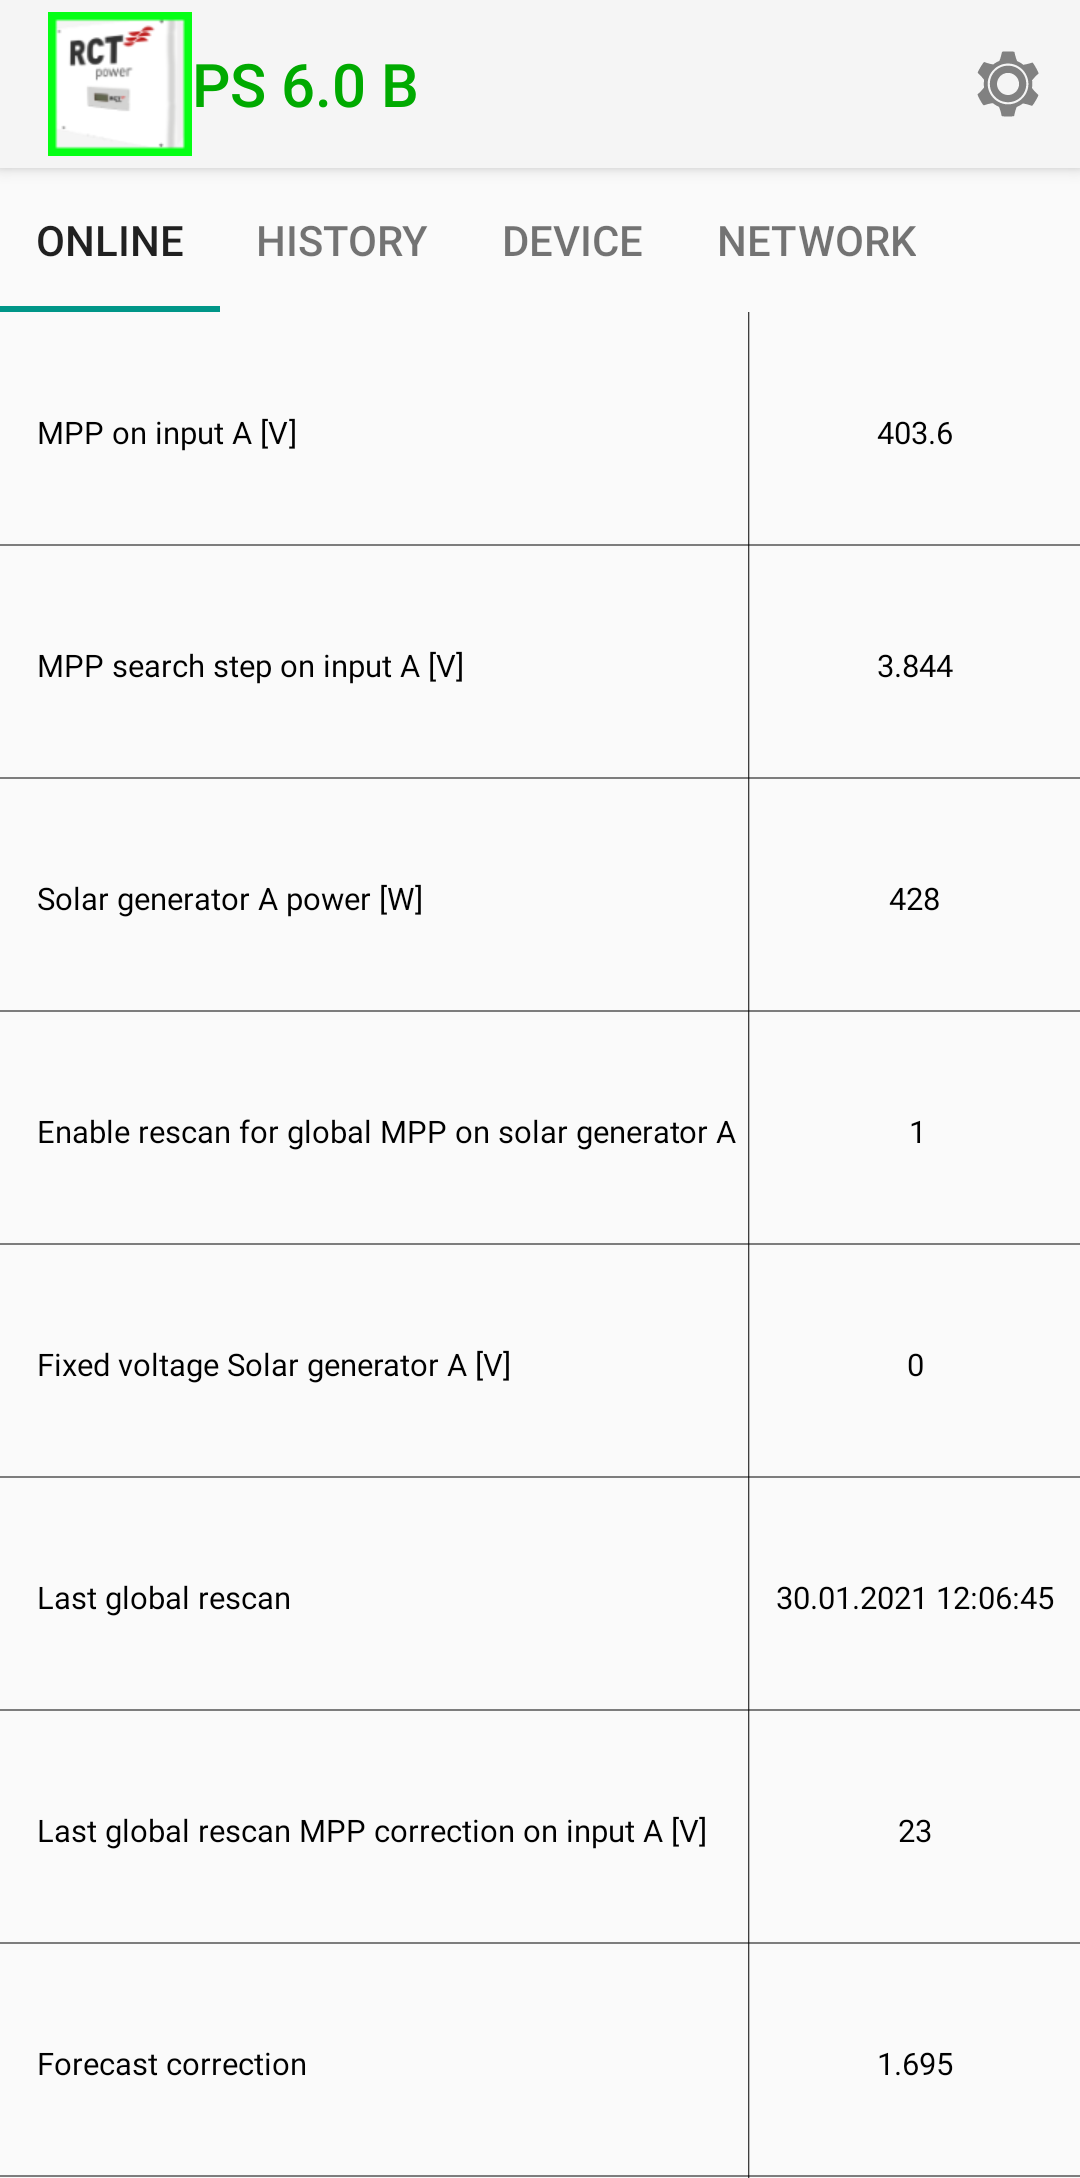 RCT
power
PS 6.0 B
ONLINE HISTORY DEVICE NETWORK
MPP on input A [V] 403.6
MPP search step on input A [V] 3.844
Solar generator A power [W] 428
Enable rescan for global MPP on solar generator A 1
Fixed voltage Solar generator A [V] 0
Last global rescan 30.01.2021 12:06:45
Last global rescan MPP correction on input A [V] 23
Forecast correction 1.695